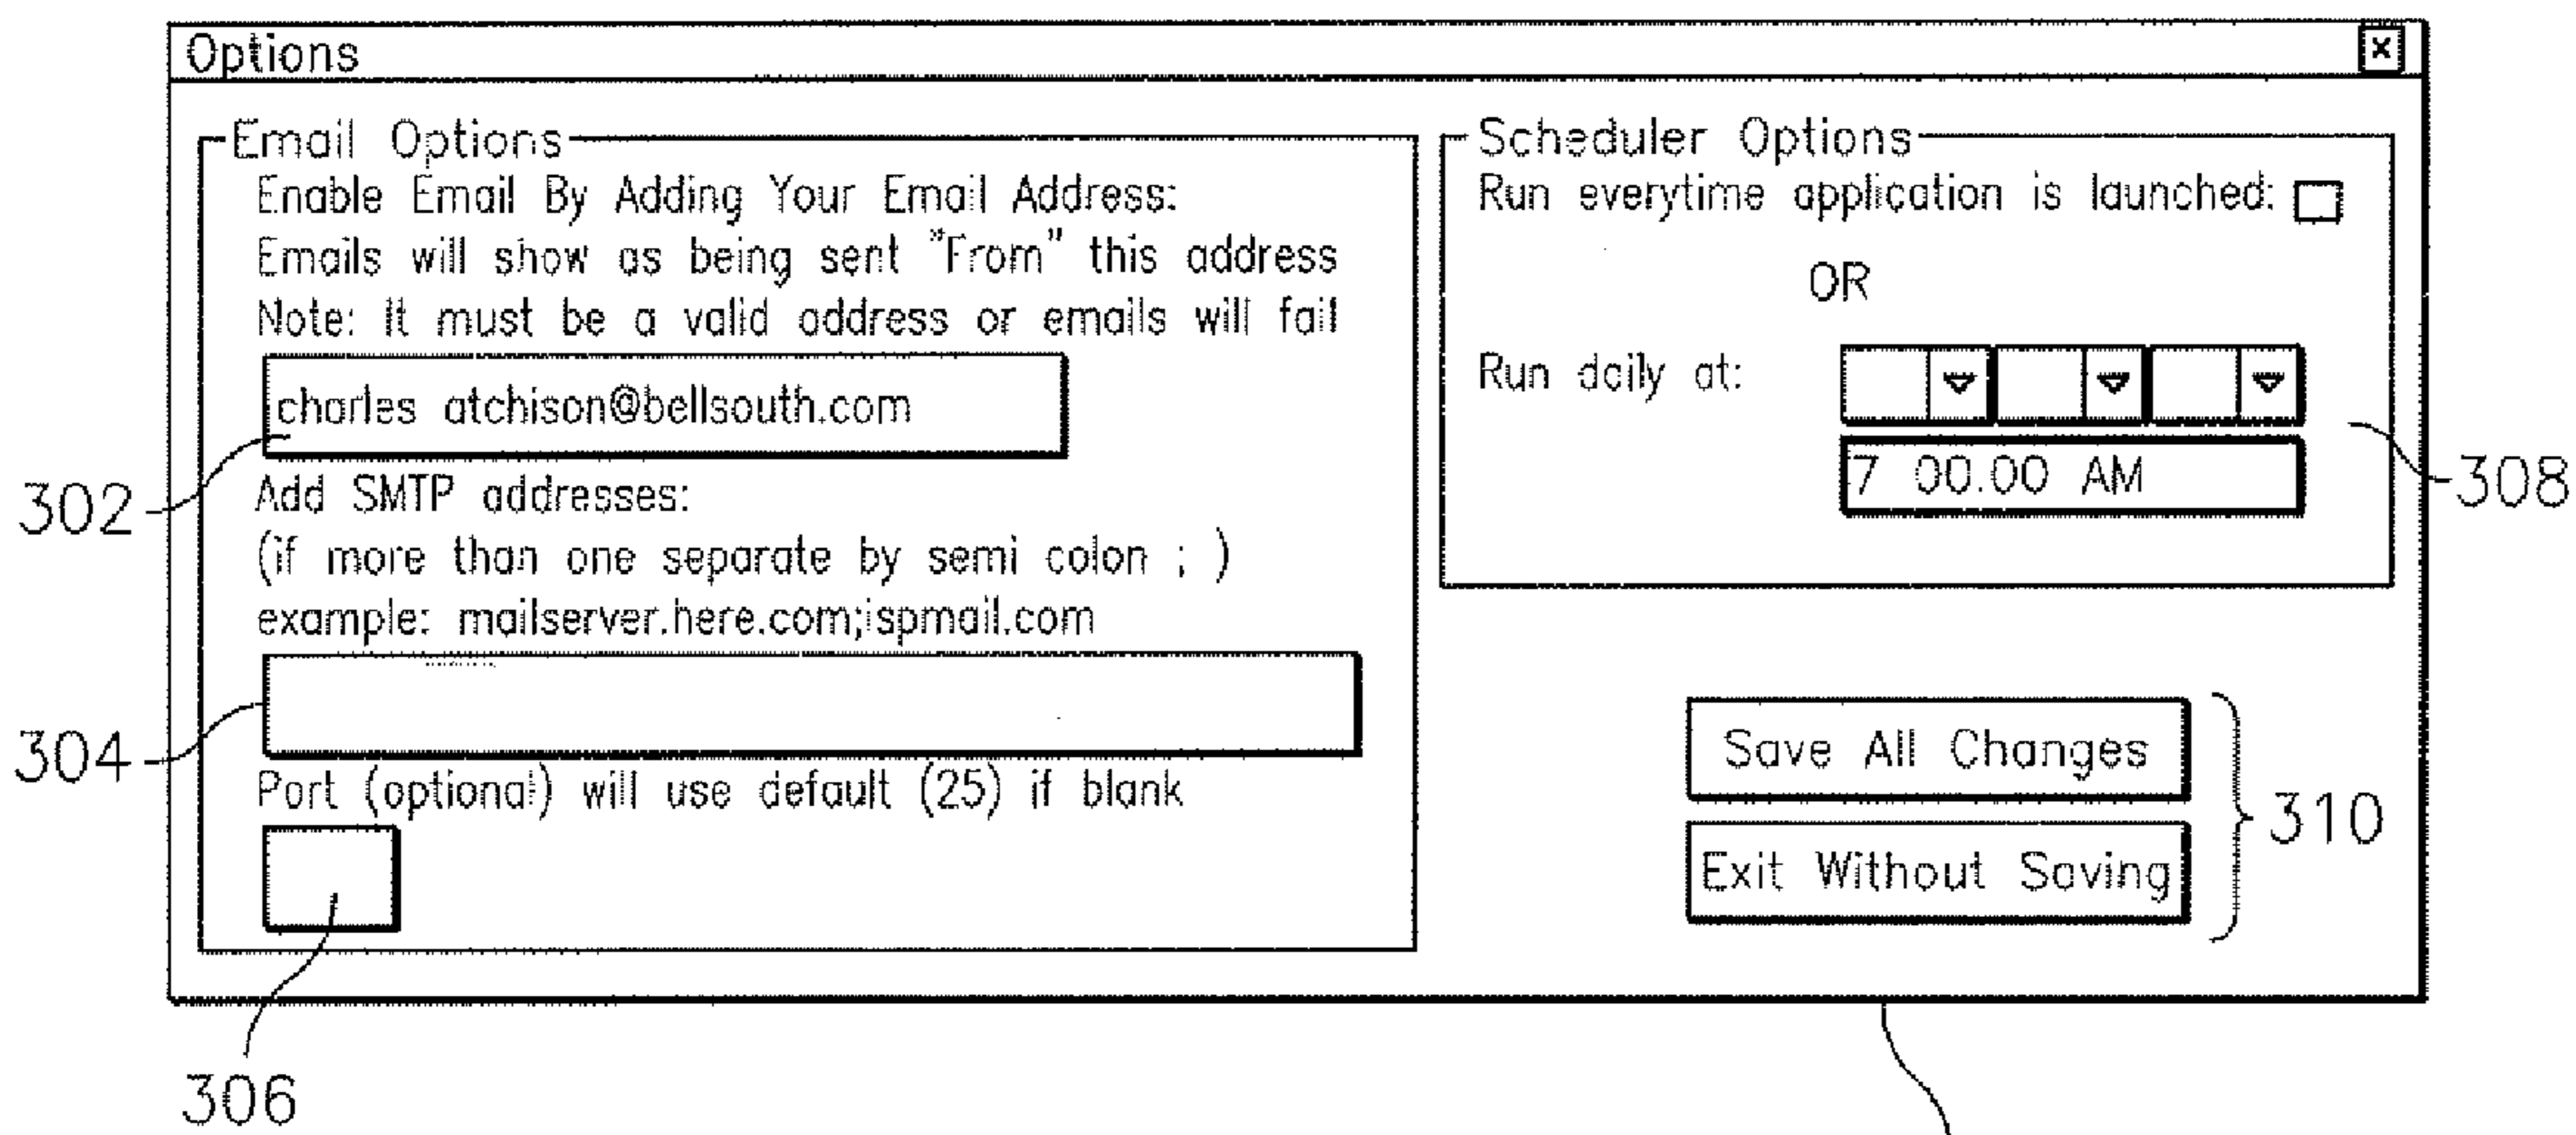 Options
x
Email Options
Enable Email By Adding Your Email Address:
Emails will show as being sent "From" this address
Note: It must be a valid address or emails will fail
charles atchison@bellsouth.com
302
Add SMTP addresses:
(if more than one separate by semi colon ; )
example: mailserver.here.com;ispmail.com
304
Port (optional) will use default (25) if blank
306
Scheduler Options
Run everytime application is launched:
OR
Run daily at:
7 00.00 AM
308
Save All Changes
Exit Without Saving
310